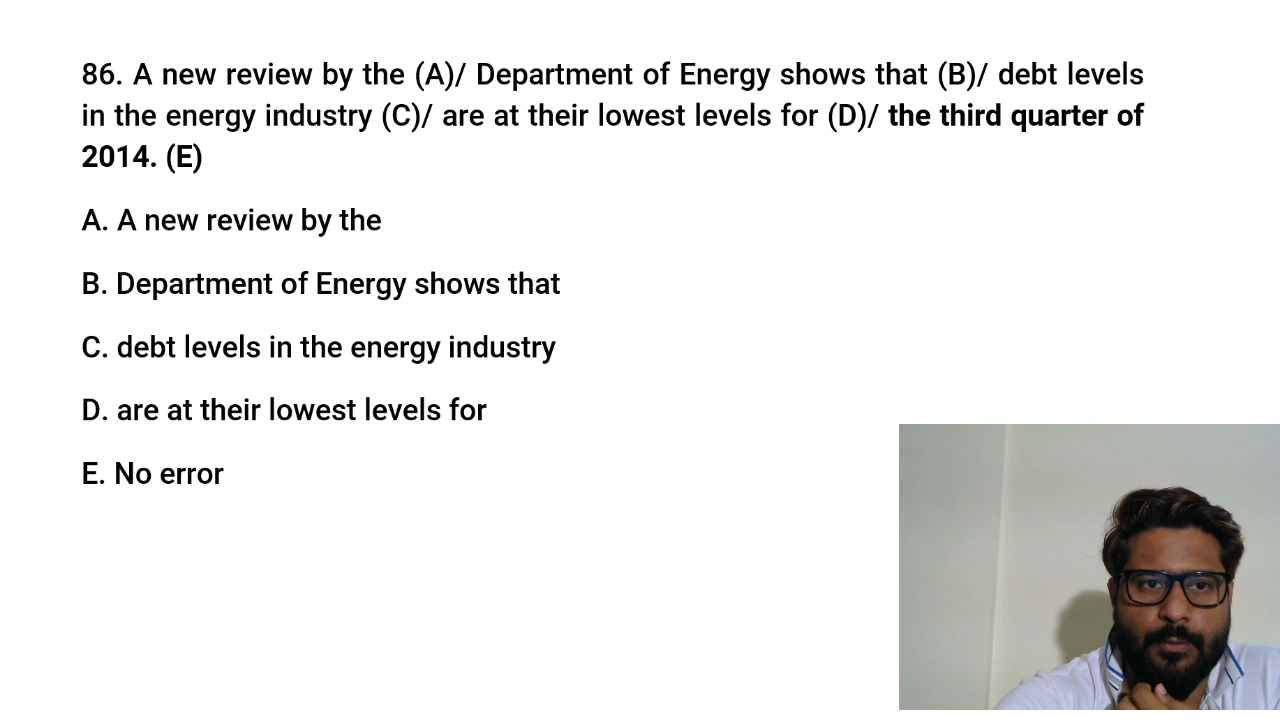 86. A new review by the (A)/ Department of Energy shows that (B)/ debt levels
in the energy industry (C)/ are at their lowest levels for (D)/ the third quarter of
2014. (E)
A. A new review by the
B. Department of Energy shows that
C. debt levels in the energy industry
D. are at their lowest levels for
E. No error